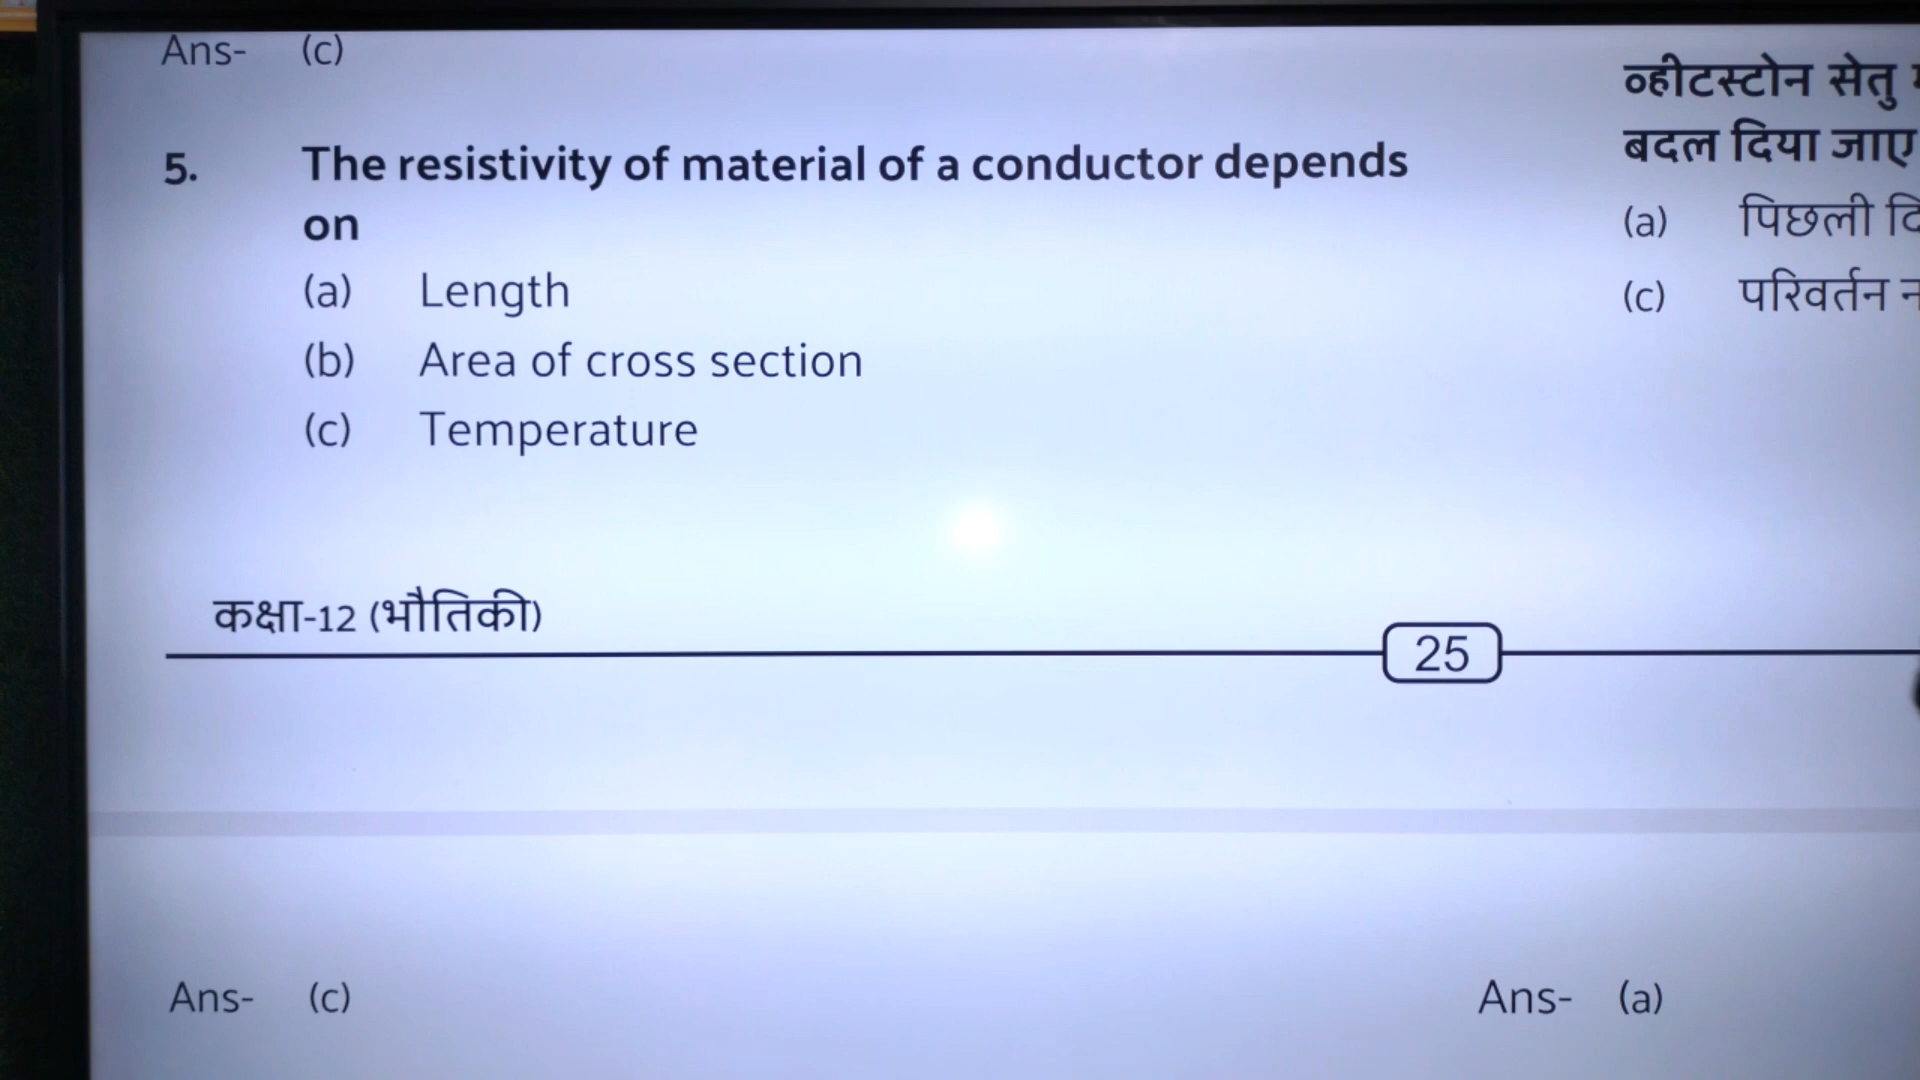 Ans- (c)
5. The resistivity of material of a conductor depends
on
(a) Length
(b) Area of cross section
(c) Temperature
कक्षा-12 (भौतिकी)
25
Ans- (c)
व्हीटस्टोन सेतु
बदल दिया जाए
(a) पिछली
(c) परिवर्तन
Ans- (a)